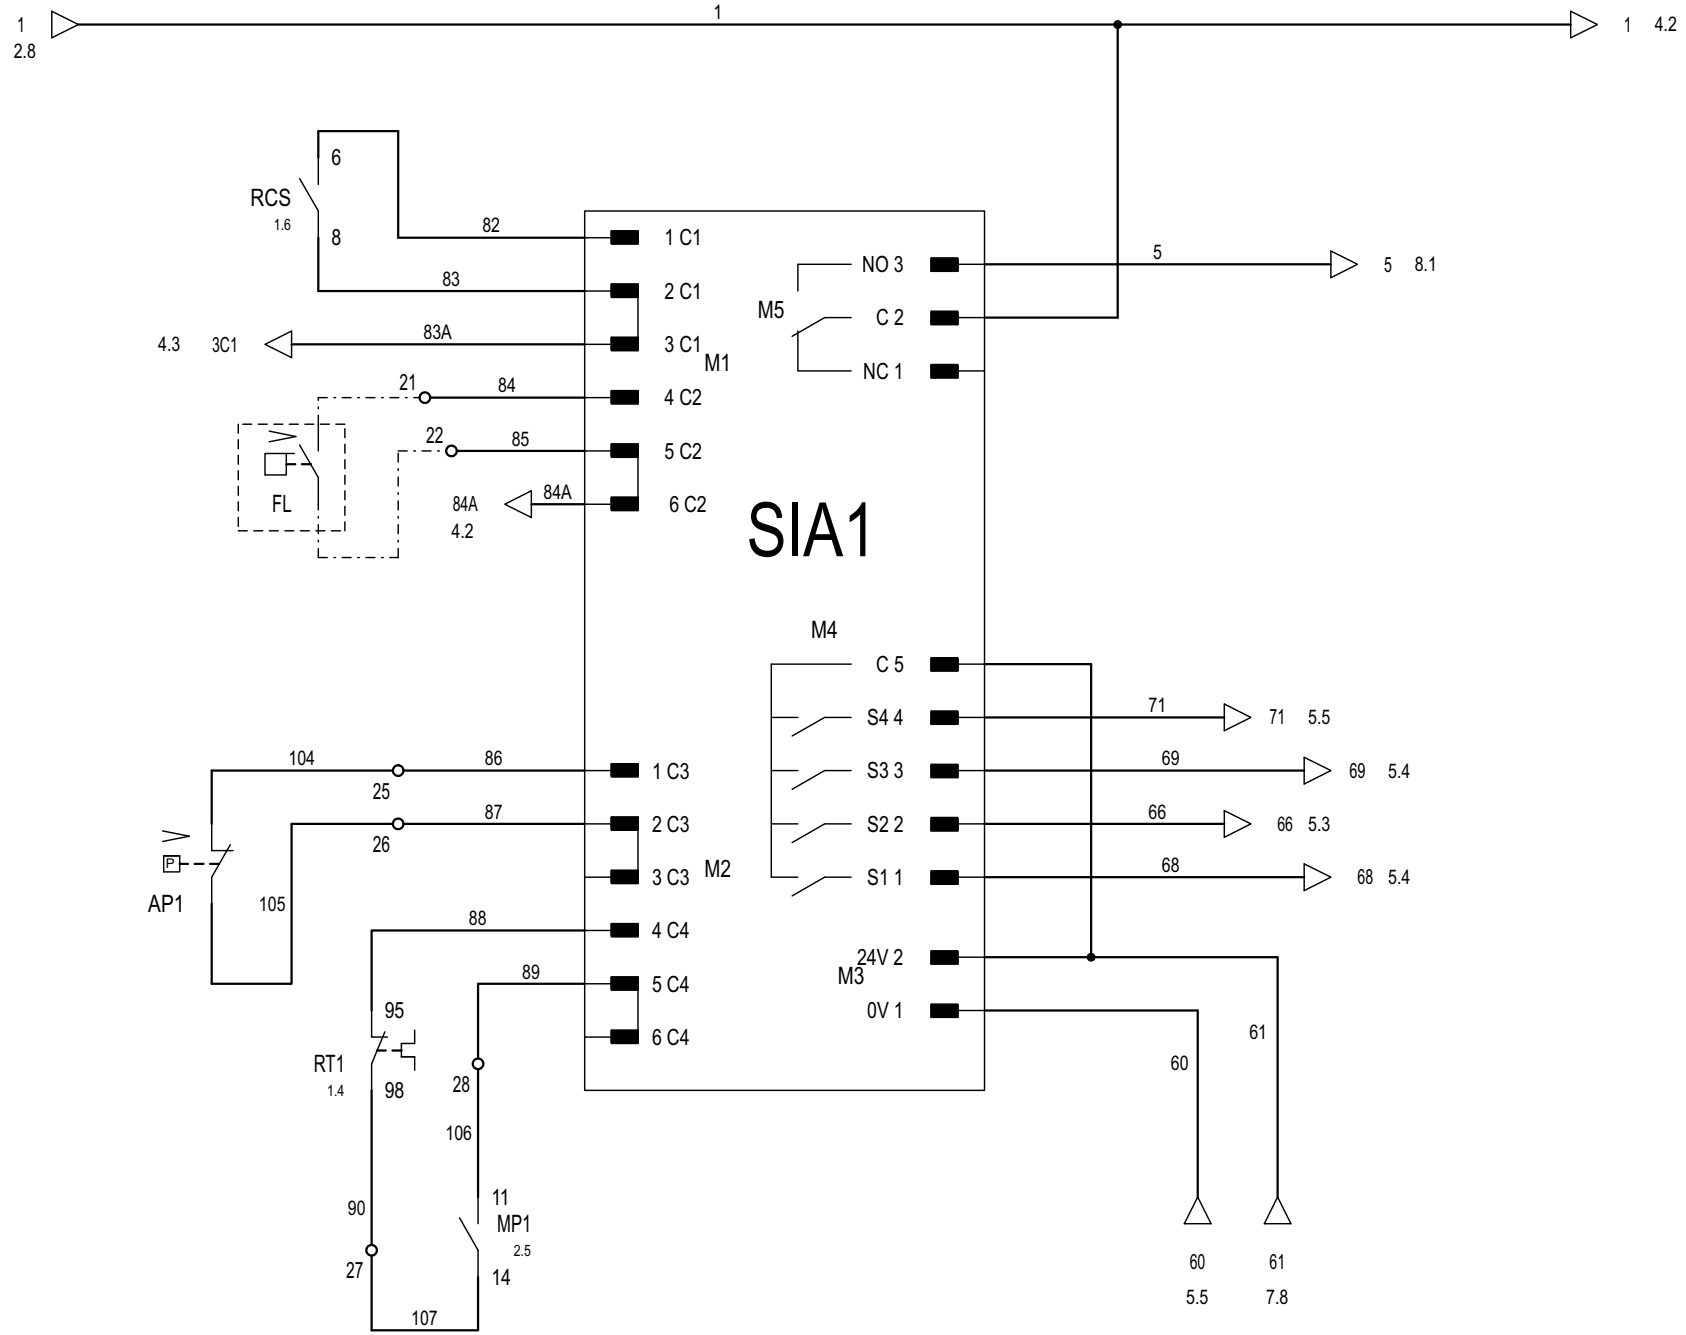 1
1
1 4.2
2.8
6
RCS
1.6
8
82
1 C1
NO 3
5
5 8.1
83
2 C1
M5
C 2
4.3 3C1
83A
3 C1
M1
NC 1
21
84
4 C2
22
85
5 C2
FL
84A
4.2
84A
6 C2
SIA1
M4
C 5
S4 4
71
71 5.5
104
86
1 C3
S3 3
69
69 5.4
25
87
2 C3
S2 2
66
66 5.3
26
P
AP1
105
3 C3
M2
S1 1
68
68 5.4
88
4 C4
24V 2
M3
89
5 C4
0V 1
95
RT1
1.4
98
6 C4
28
60
61
106
90
11
MP1
2.5
14
27
107
60
5.5
61
7.8